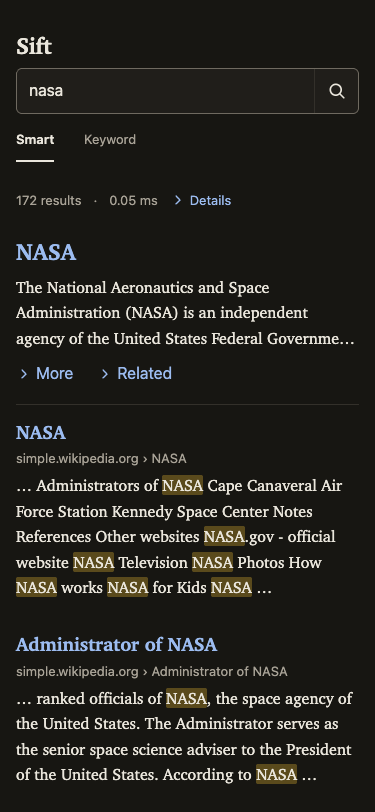 Sift
nasa
Smart Keyword
172 results · 0.05 ms › Details
NASA
The National Aeronautics and Space
Administration (NASA) is an independent
agency of the United States Federal Governme…
› More › Related
NASA
simple.wikipedia.org › NASA
… Administrators of NASA Cape Canaveral Air
Force Station Kennedy Space Center Notes
References Other websites NASA.gov - official
website NASA Television NASA Photos How
NASA works NASA for Kids NASA …
Administrator of NASA
simple.wikipedia.org › Administrator of NASA
… ranked officials of NASA, the space agency of
the United States. The Administrator serves as
the senior space science adviser to the President
of the United States. According to NASA …